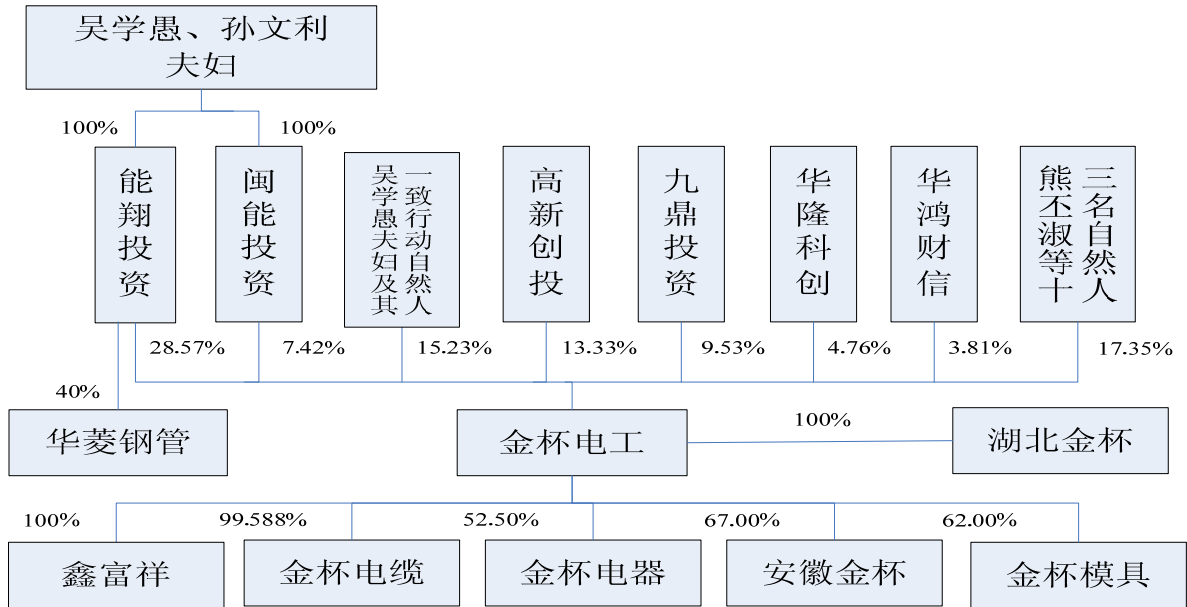 吴学愚、孙文利
夫妇
100%
100%
能翔投资
闽能投资
吴学愚夫妇及其
一致行动自然人
高新创投
九鼎投资
华隆科创
华鸿财信
熊丕淑等十
三名自然人
28.57%
7.42%
15.23%
13.33%
9.53%
4.76%
3.81%
17.35%
40%
华菱钢管
金杯电工
100%
湖北金杯
100%
99.588%
52.50%
67.00%
62.00%
鑫富祥
金杯电缆
金杯电器
安徽金杯
金杯模具